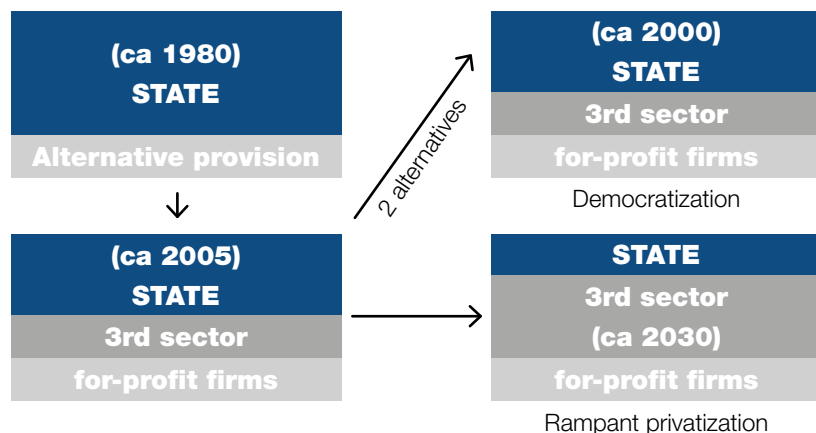 (ca 1980)
STATE
Alternative provision
(ca 2005)
STATE
3rd sector
for-profit firms
2 alternatives
(ca 2000)
STATE
3rd sector
for-profit firms
Democratization
STATE
3rd sector
(ca 2030)
for-profit firms
Rampant privatization